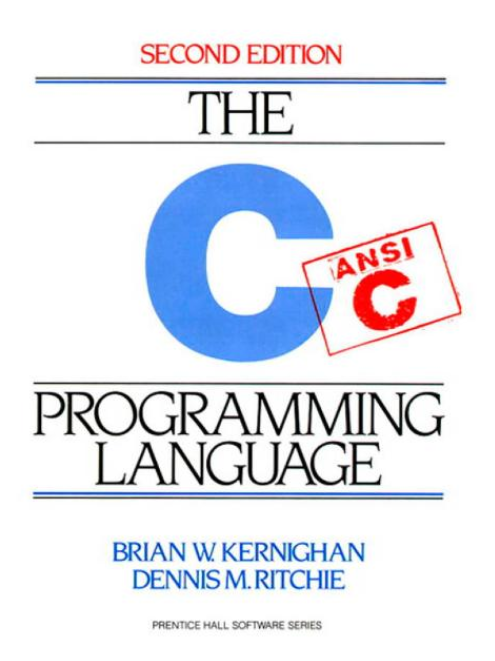 SECOND EDITION
THE
C
ANSI
C
PROGRAMMING
LANGUAGE
BRIAN W. KERNIGHAN
DENNIS M. RITCHIE
PRENTICE HALL SOFTWARE SERIES